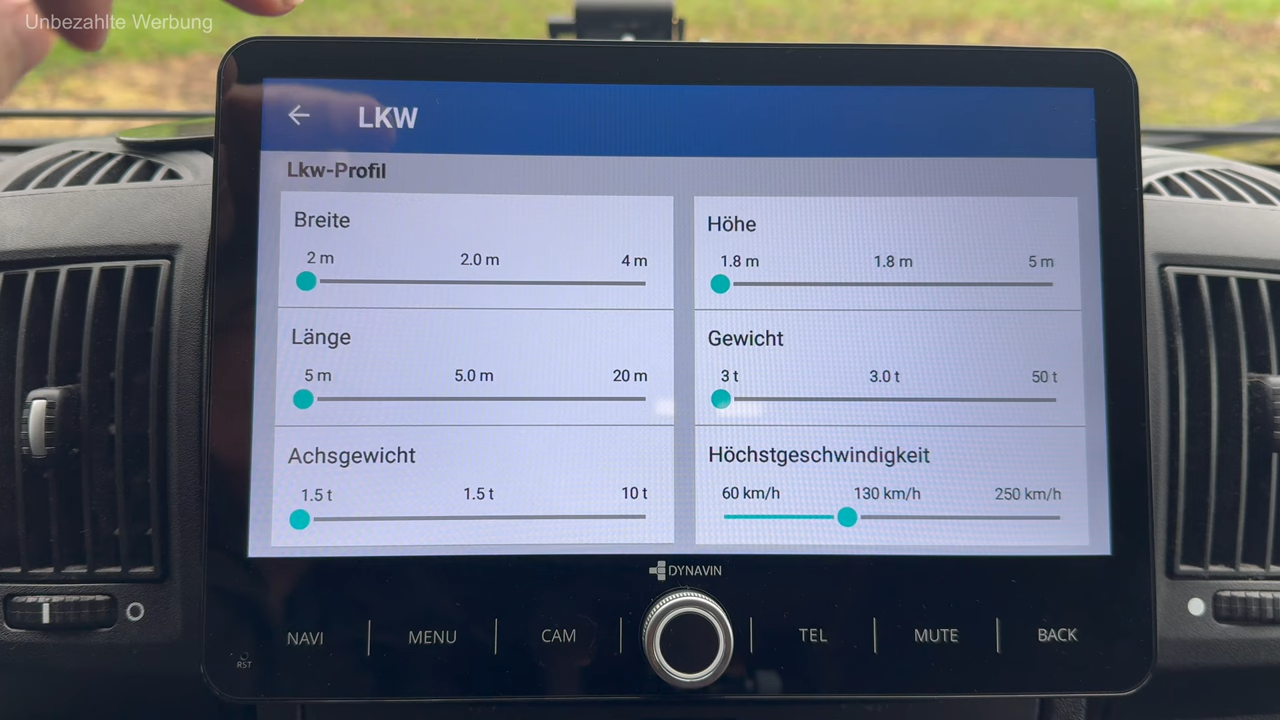 Unbezahlte Werbung
LKW
Lkw-Profil
Breite
2 m 2.0 m 4 m
Höhe
1.8 m 1.8 m 5 m
Länge
5 m 5.0 m 20 m
Gewicht
3 t 3.0 t 50 t
Achsgewicht
1.5 t 1.5 t 10 t
Höchstgeschwindigkeit
60 km/h 130 km/h 250 km/h
DYNAVIN
NAVI MENU CAM TEL MUTE BACK
RST